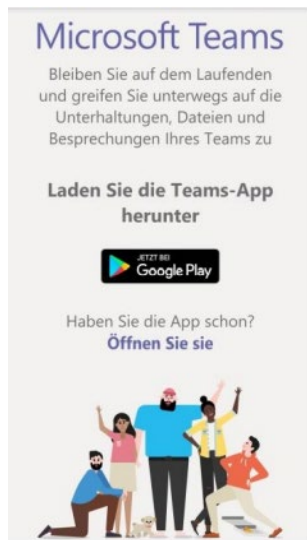 Microsoft Teams
Bleiben Sie auf dem Laufenden
und greifen Sie unterwegs auf die
Unterhaltungen, Dateien und
Besprechungen Ihres Teams zu
Laden Sie die Teams-App
herunter
JETZT BEI
Google Play
Haben Sie die App schon?
Öffnen Sie sie